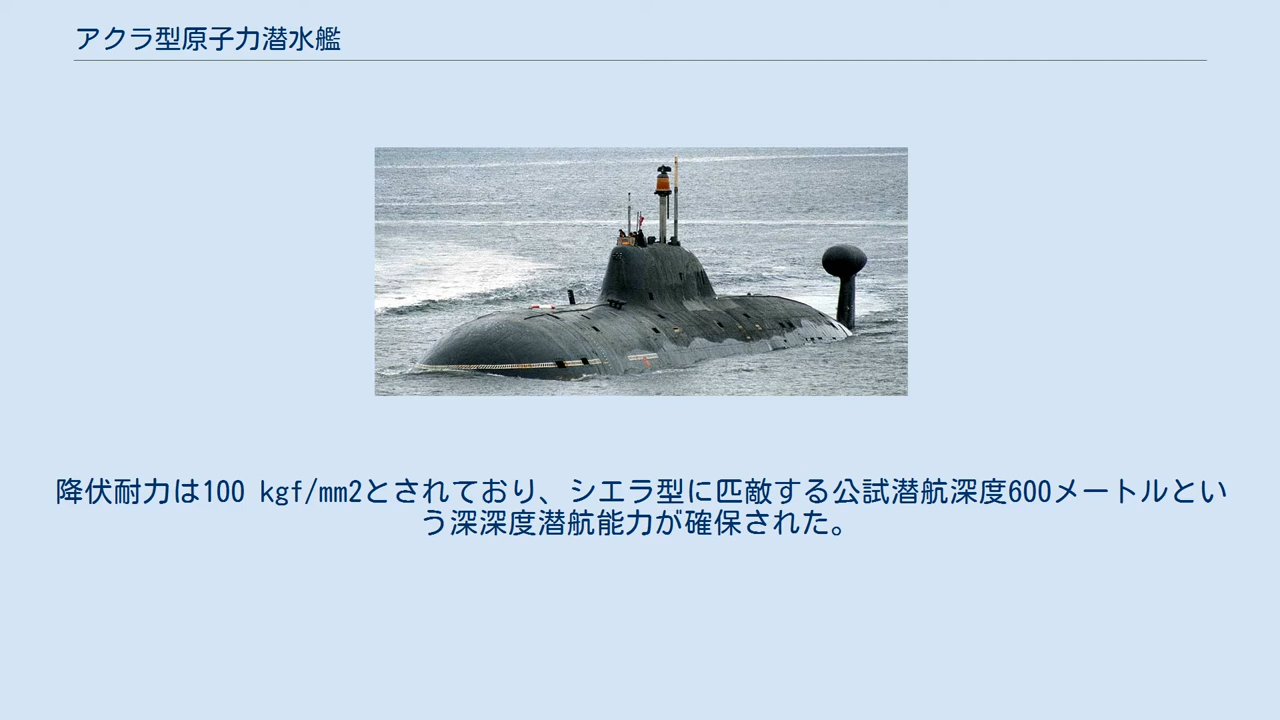 アクラ型原子力潜水艦
降伏耐力は100 kgf/mm2とされており、シエラ型に匹敵する公試潜航深度600メートルとい
う深深度潜航能力が確保された。